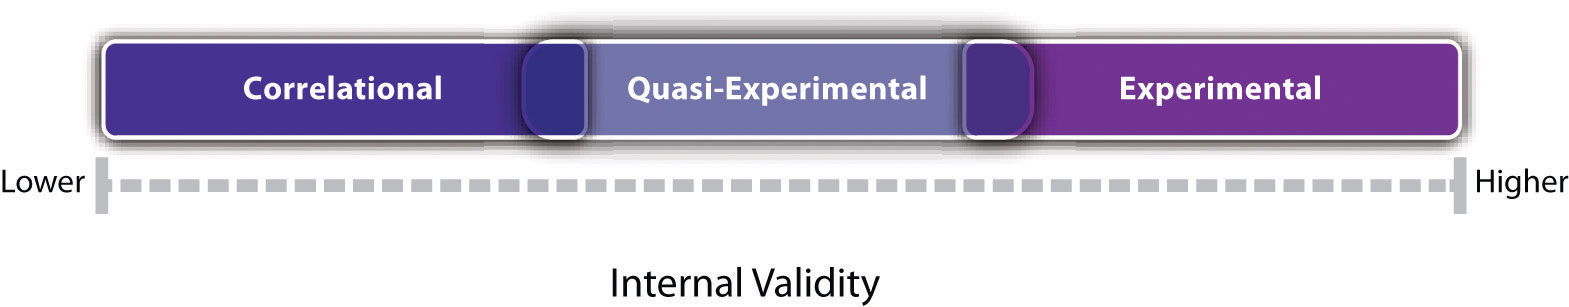 Correlational Quasi-Experimental Experimental
Lower Higher
Internal Validity